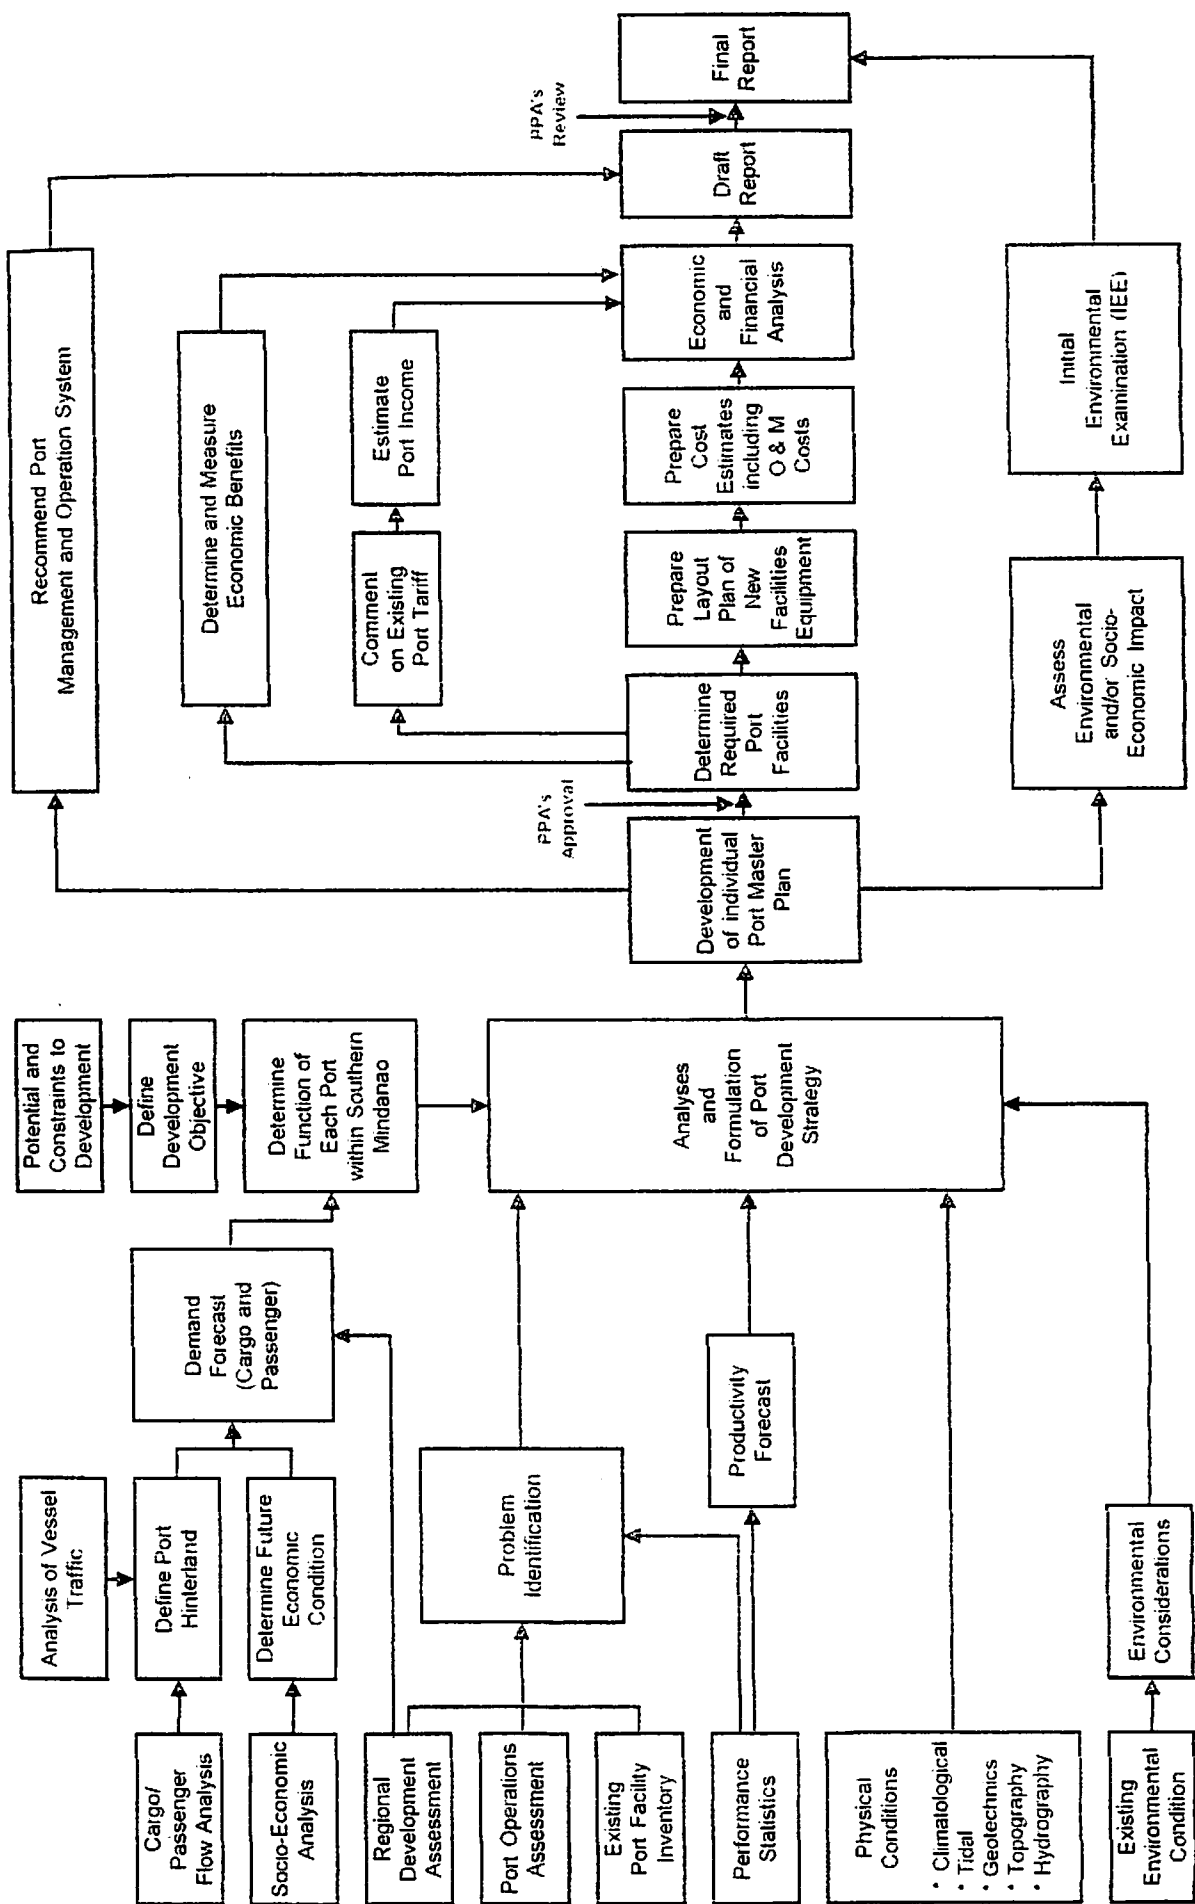 Cargo/
Passenger
Flow Analysis
Socio-Economic
Analysis
Regional
Development
Assessment
Port Operations
Assessment
Existing
Port Facility
Inventory
Performance
Statistics
Physical
Conditions
• Climatological
• Tidal
• Geotechnics
• Topography
• Hydrography
Existing
Environmental
Condition
Analysis of Vessel
Traffic
Define Port
Hinterland
Determine Future
Economic
Condition
Problem
Identification
Productivity
Forecast
Environmental
Considerations
Demand
Forecast
(Cargo and
Passenger)
Potential and
Constraints to
Development
Define
Development
Objective
Determine
Function of
Each Port
within Southern
Mindanao
Analyses
and
Formulation
of Port
Development
Strategy
Development
of individual
Port Master
Plan
PPA's
Approval
Determine
Required
Port
Facilities
Recommend Port
Management and Operation System
Determine and Measure
Economic Benefits
Comment
on Existing
Port Tariff
Estimate
Port Income
Prepare
Layout
Plan of
New
Facilities
Equipment
Prepare
Cost
Estimates
including
O & M
Costs
Economic
and
Financial
Analysis
Assess
Environmental
and/or Socio-
Economic Impact
Initial
Environmental
Examination (IEE)
Draft
Report
PPA's
Review
Final
Report